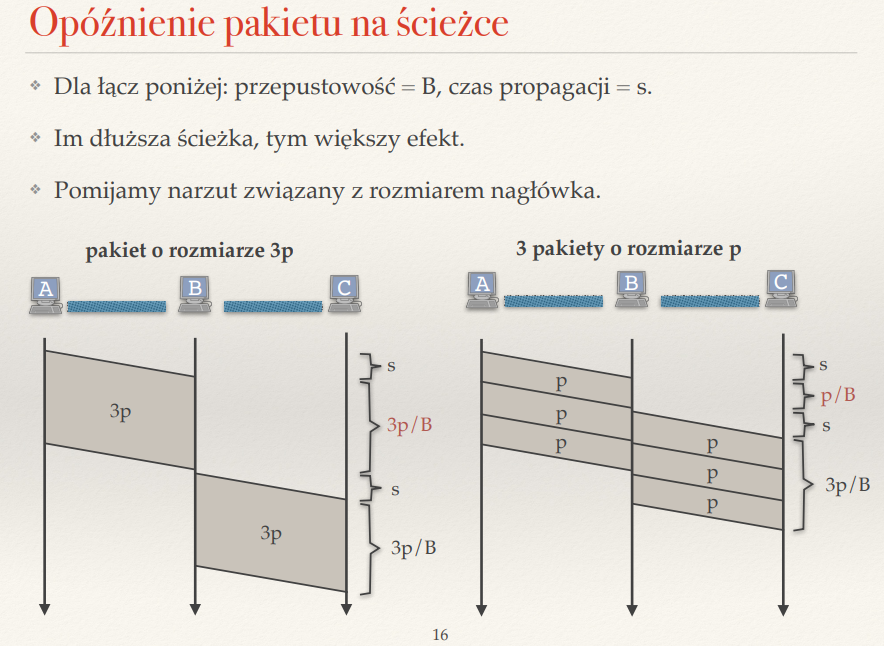 Opóźnienie pakietu na ścieżce
❖ Dla łącz poniżej: przepustowość = B, czas propagacji = s.
❖ Im dłuższa ścieżka, tym większy efekt.
❖ Pomijamy narzut związany z rozmiarem nagłówka.
pakiet o rozmiarze 3p
A B C
3p
3p
s
3p/B
s
3p/B
3 pakiety o rozmiarze p
A B C
p
p
p
p
p
p
s
p/B
s
3p/B
16